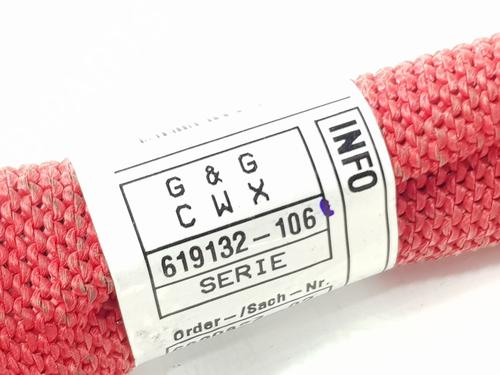 G & G
C W X
619132-106
SERIE
INFO
Order-/Sach-Nr.